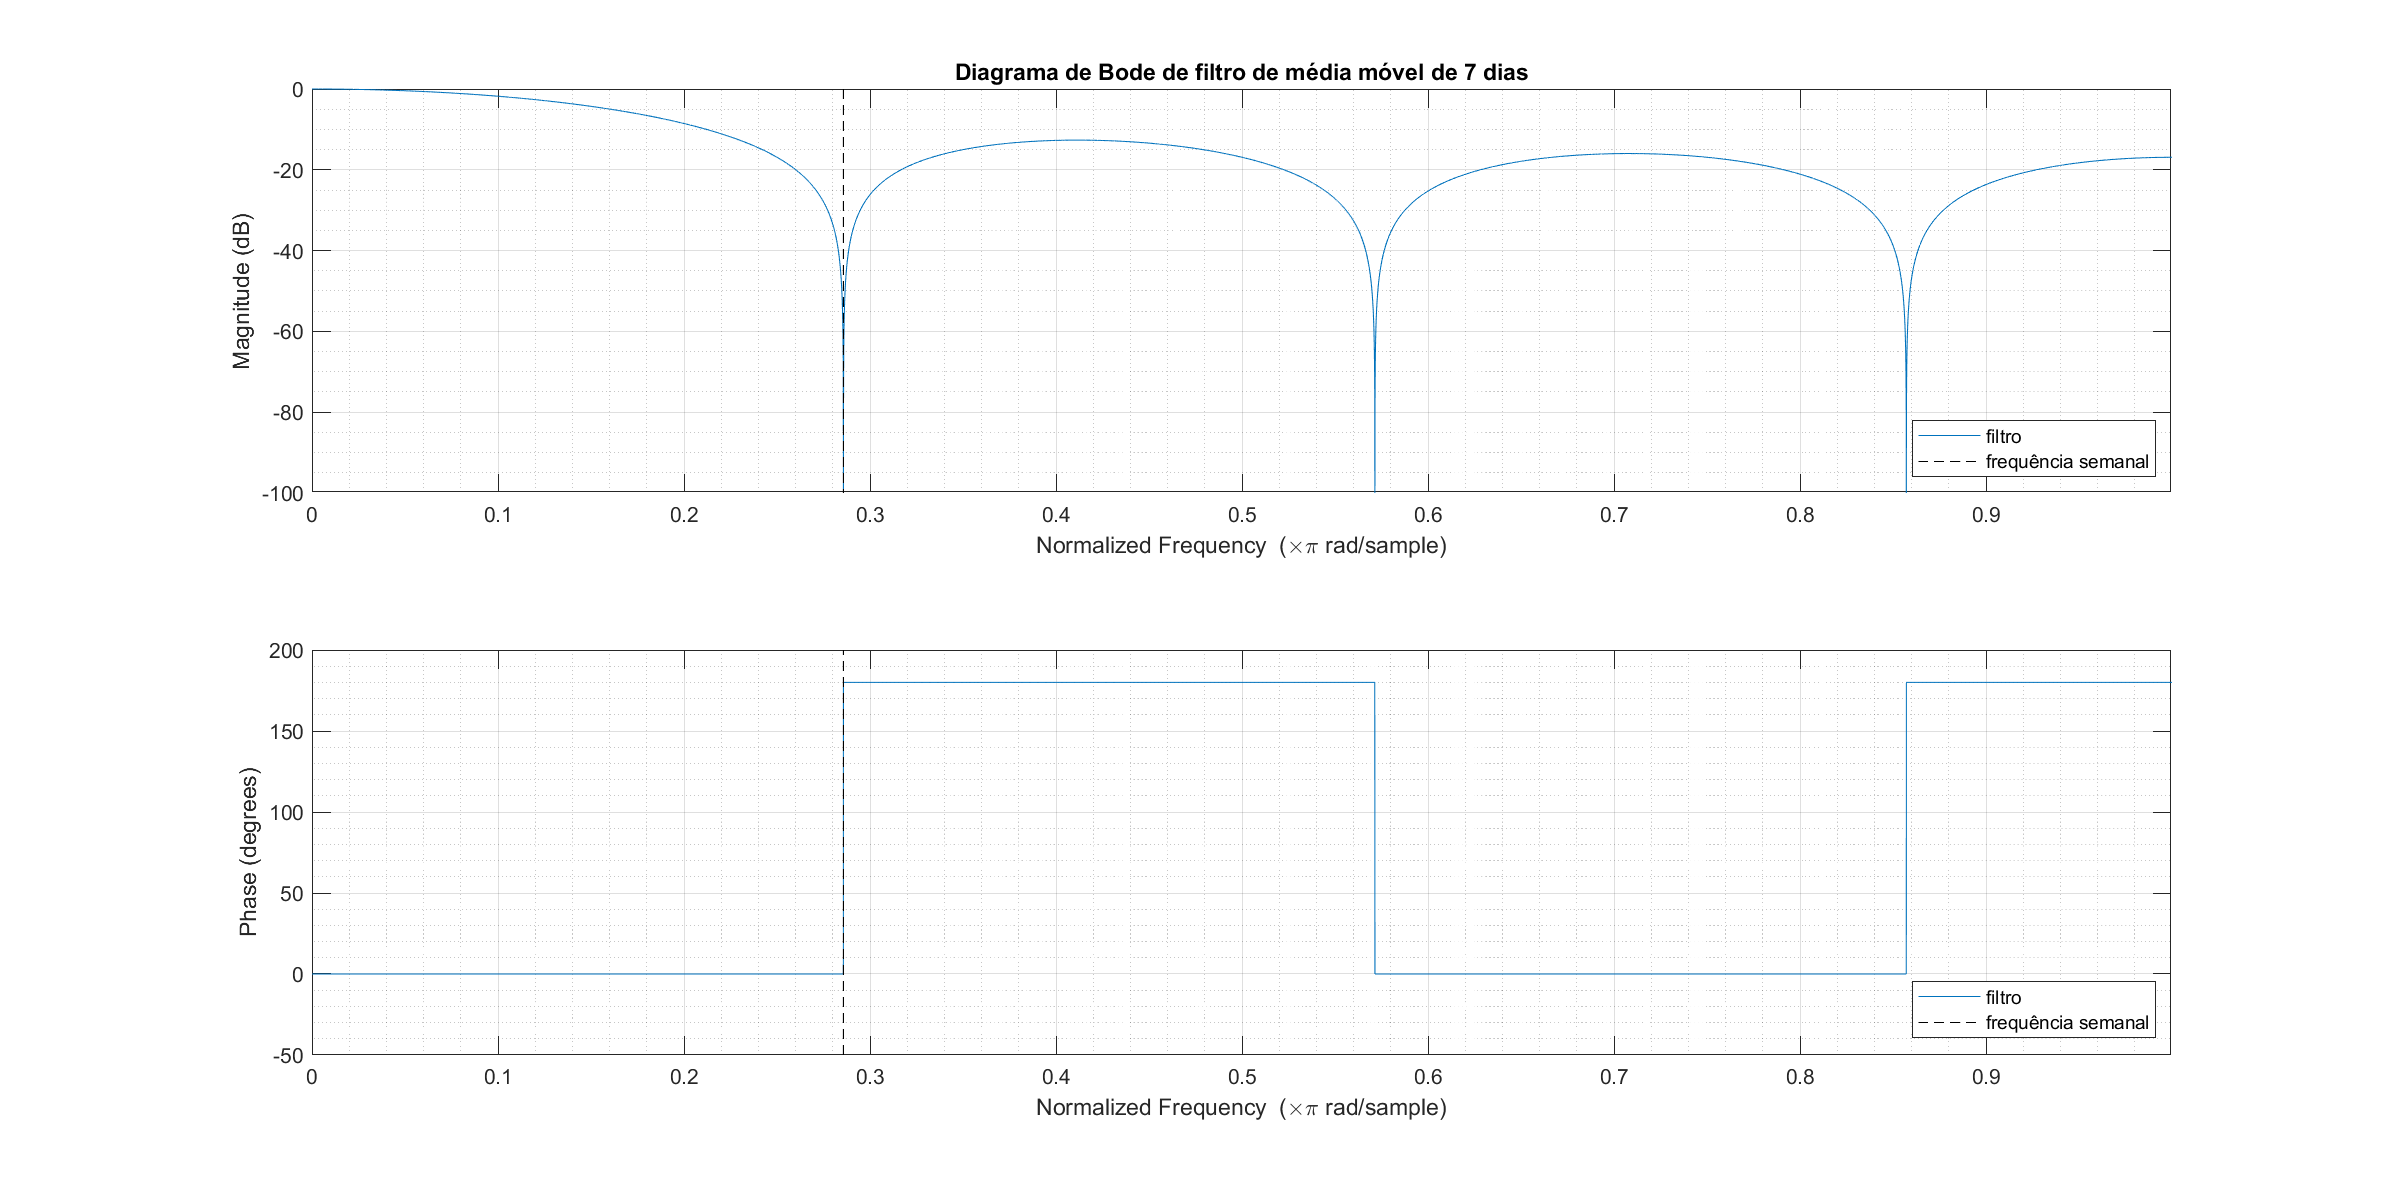 Diagrama de Bode de filtro de média móvel de 7 dias
0
-20
-40
-60
-80
-100
Magnitude (dB)
filtro
frequência semanal
0 0.1 0.2 0.3 0.4 0.5 0.6 0.7 0.8 0.9
Normalized Frequency (×π rad/sample)
200
150
100
50
0
-50
Phase (degrees)
filtro
frequência semanal
0 0.1 0.2 0.3 0.4 0.5 0.6 0.7 0.8 0.9
Normalized Frequency (×π rad/sample)